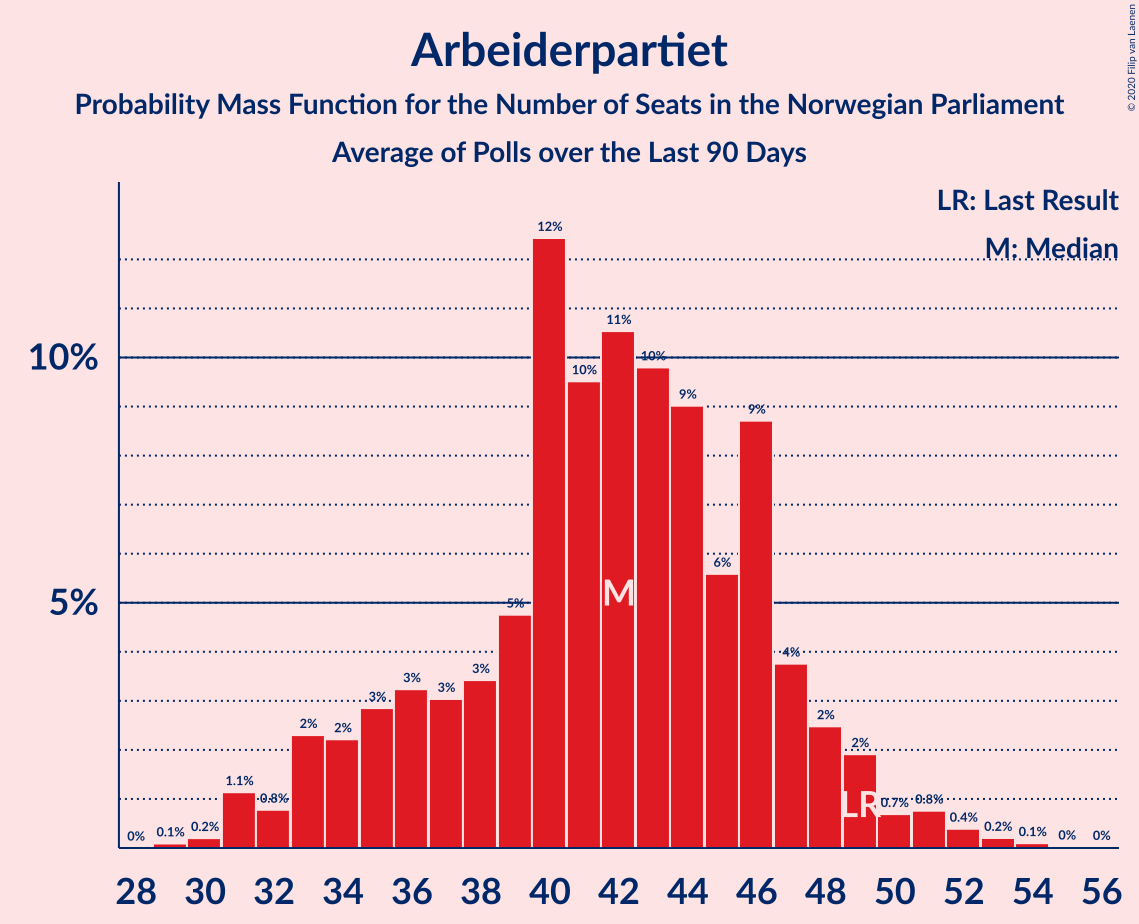 Arbeiderpartiet
Probability Mass Function for the Number of Seats in the Norwegian Parliament
Average of Polls over the Last 90 Days
© 2020 Filip van Laenen
LR: Last Result
M: Median
10%
5%
0% 0.1% 0.2% 1.1% 0.8% 2% 2% 3% 3% 3% 3% 5% 12% 10% 11% 10% 9% 6% 9% 4% 2% 2% 0.7% 0.8% 0.4% 0.2% 0.1% 0% 0%
M
LR
28 30 32 34 36 38 40 42 44 46 48 50 52 54 56